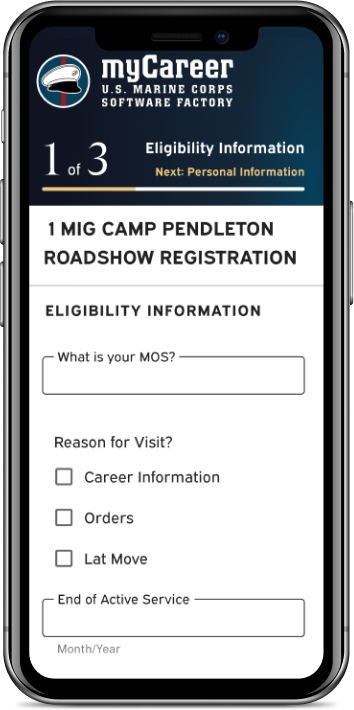 myCareer
U.S. MARINE CORPS
SOFTWARE FACTORY
1 of 3
Eligibility Information
Next: Personal Information
1 MIG CAMP PENDLETON
ROADSHOW REGISTRATION
ELIGIBILITY INFORMATION
What is your MOS?
Reason for Visit?
Career Information
Orders
Lat Move
End of Active Service
Month/Year